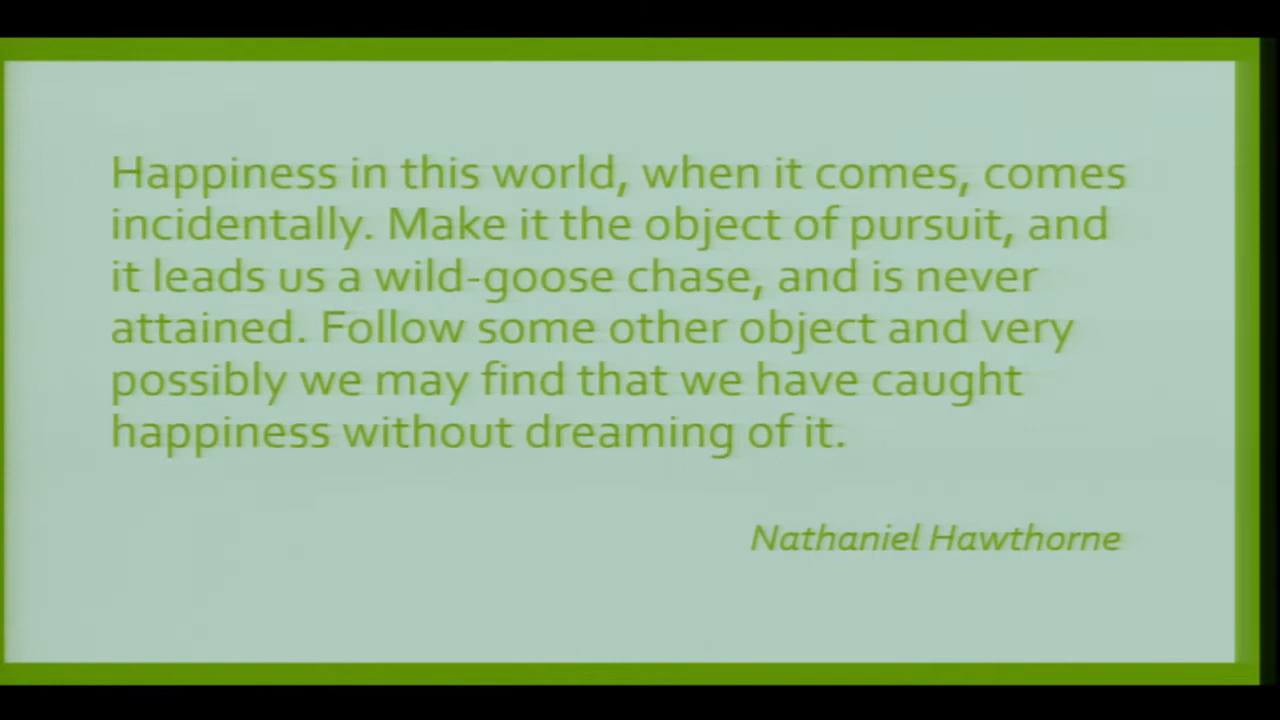 Happiness in this world, when it comes, comes
incidentally. Make it the object of pursuit, and
it leads us a wild-goose chase, and is never
attained. Follow some other object and very
possibly we may find that we have caught
happiness without dreaming of it.
Nathaniel Hawthorne